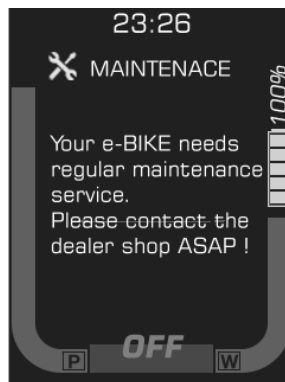 23:26
MAINTENACE
100%
Your e-BIKE needs
regular maintenance
service.
Please contact the
dealer shop ASAP !
OFF
P
W